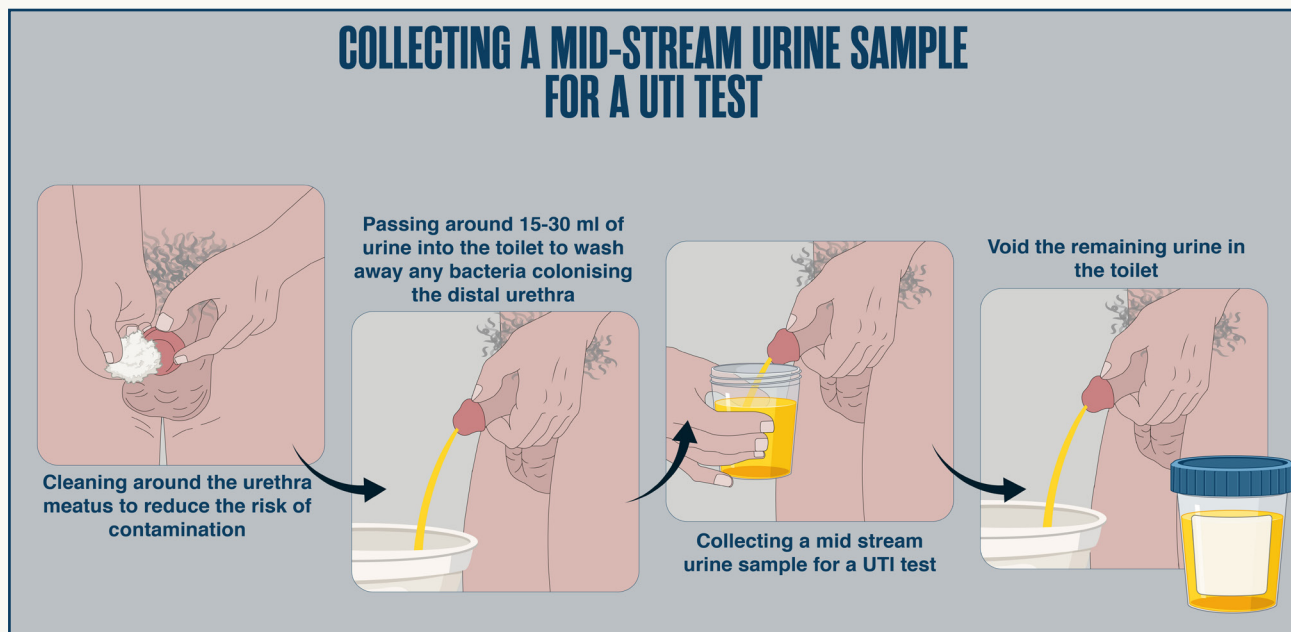 COLLECTING A MID-STREAM URINE SAMPLE
FOR A UTI TEST
Cleaning around the urethra
meatus to reduce the risk of
contamination
Passing around 15-30 ml of
urine into the toilet to wash
away any bacteria colonising
the distal urethra
Collecting a mid stream
urine sample for a UTI test
Void the remaining urine in
the toilet